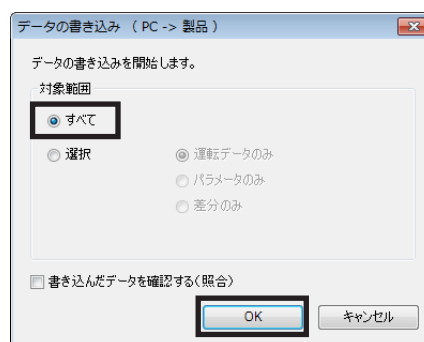 データの書き込み ( PC -> 製品 )
データの書き込みを開始します。
対象範囲
すべて
選択
運転データのみ
パラメータのみ
差分のみ
書き込んだデータを確認する(照合)
OK
キャンセル